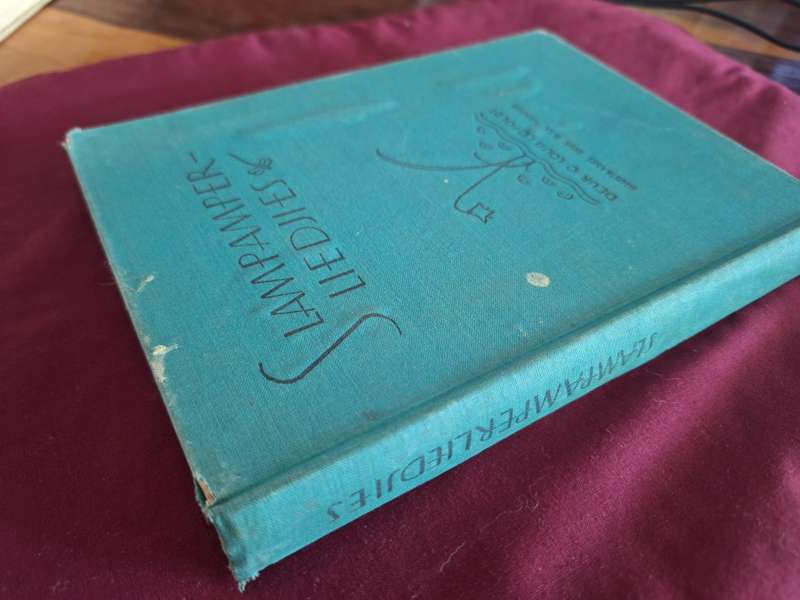 SLAMPAMPER-
LIEDJIES
DEUR C. LOUIS LEIPOLDT
SLAMPAMPERLIEDJIES